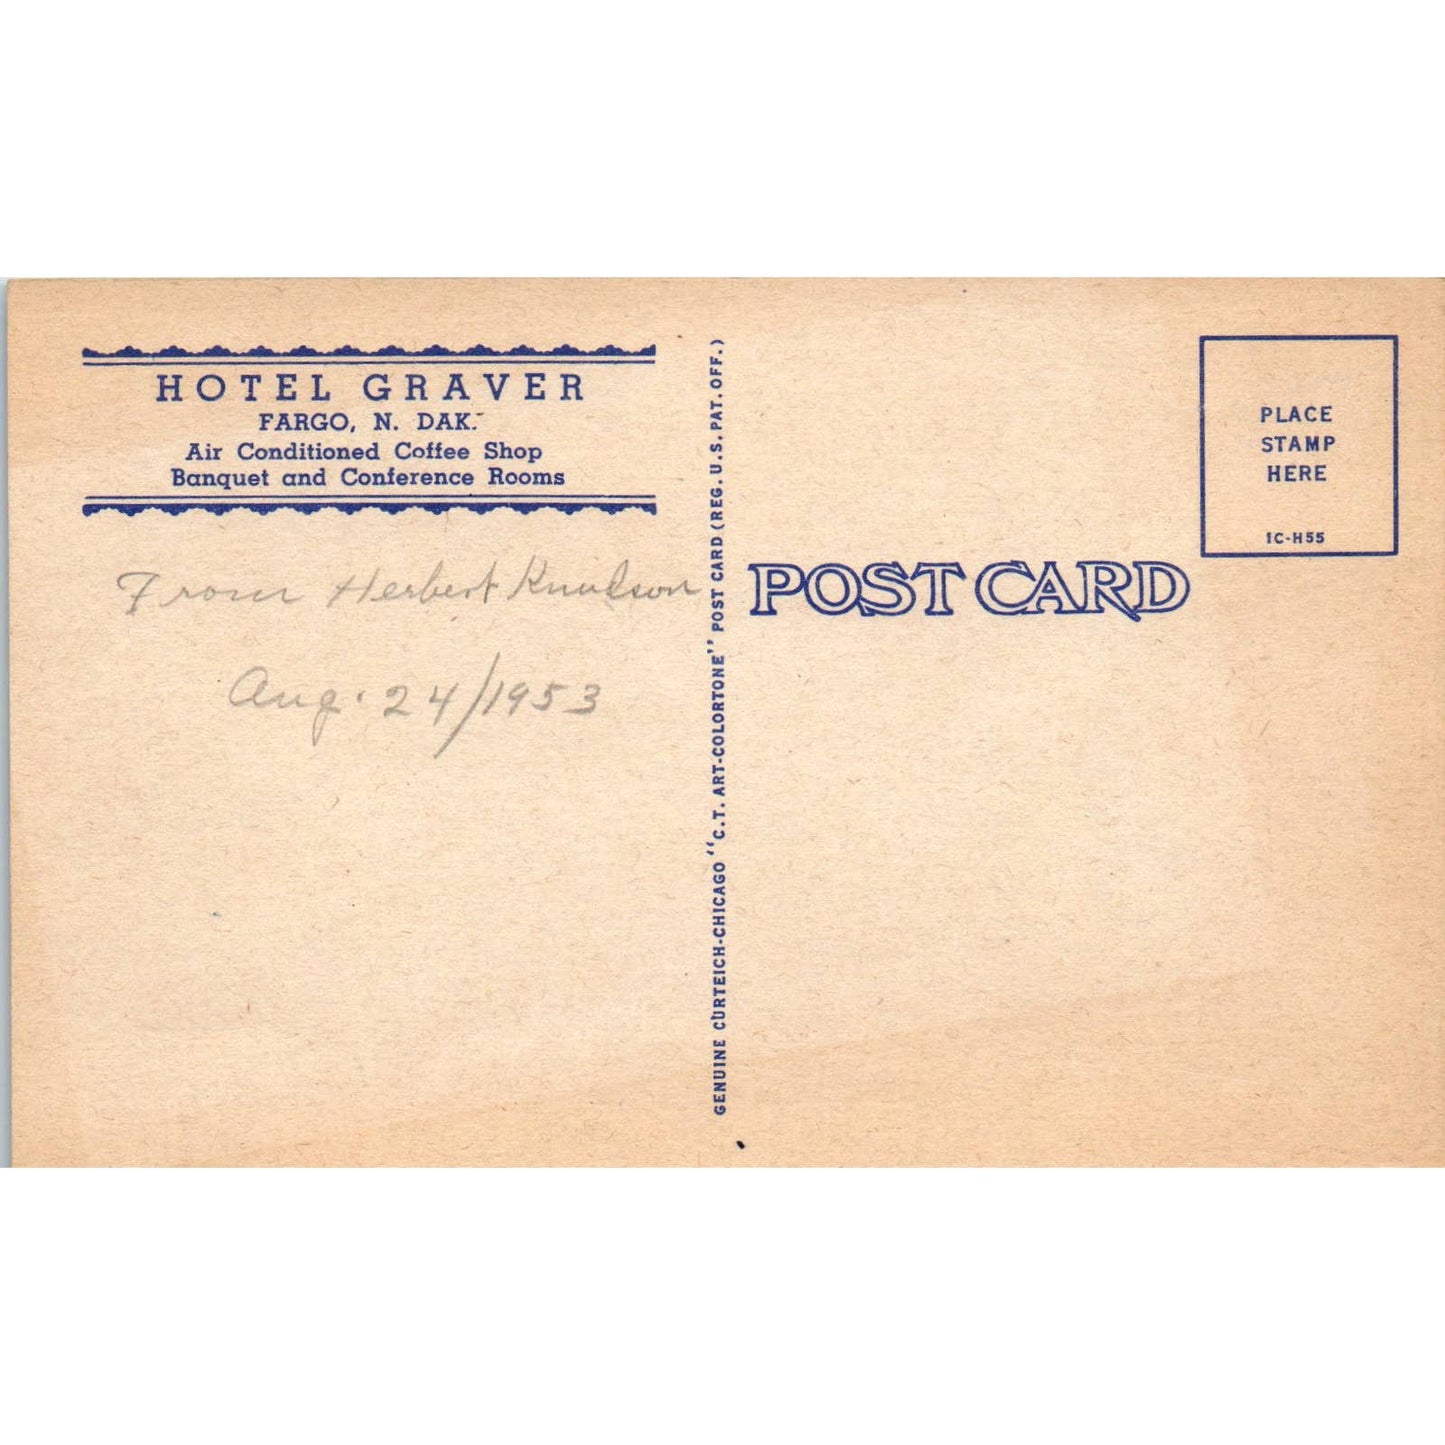 HOTEL GRAVER
FARGO, N. DAK.
Air Conditioned Coffee Shop
Banquet and Conference Rooms
From Herbert Knudson
Aug. 24/1953
GENUINE CURTEICH-CHICAGO "C.T. ART-COLORTONE" POST CARD (REG. U.S. PAT. OFF.)
POST CARD
PLACE
STAMP
HERE
1C-H55